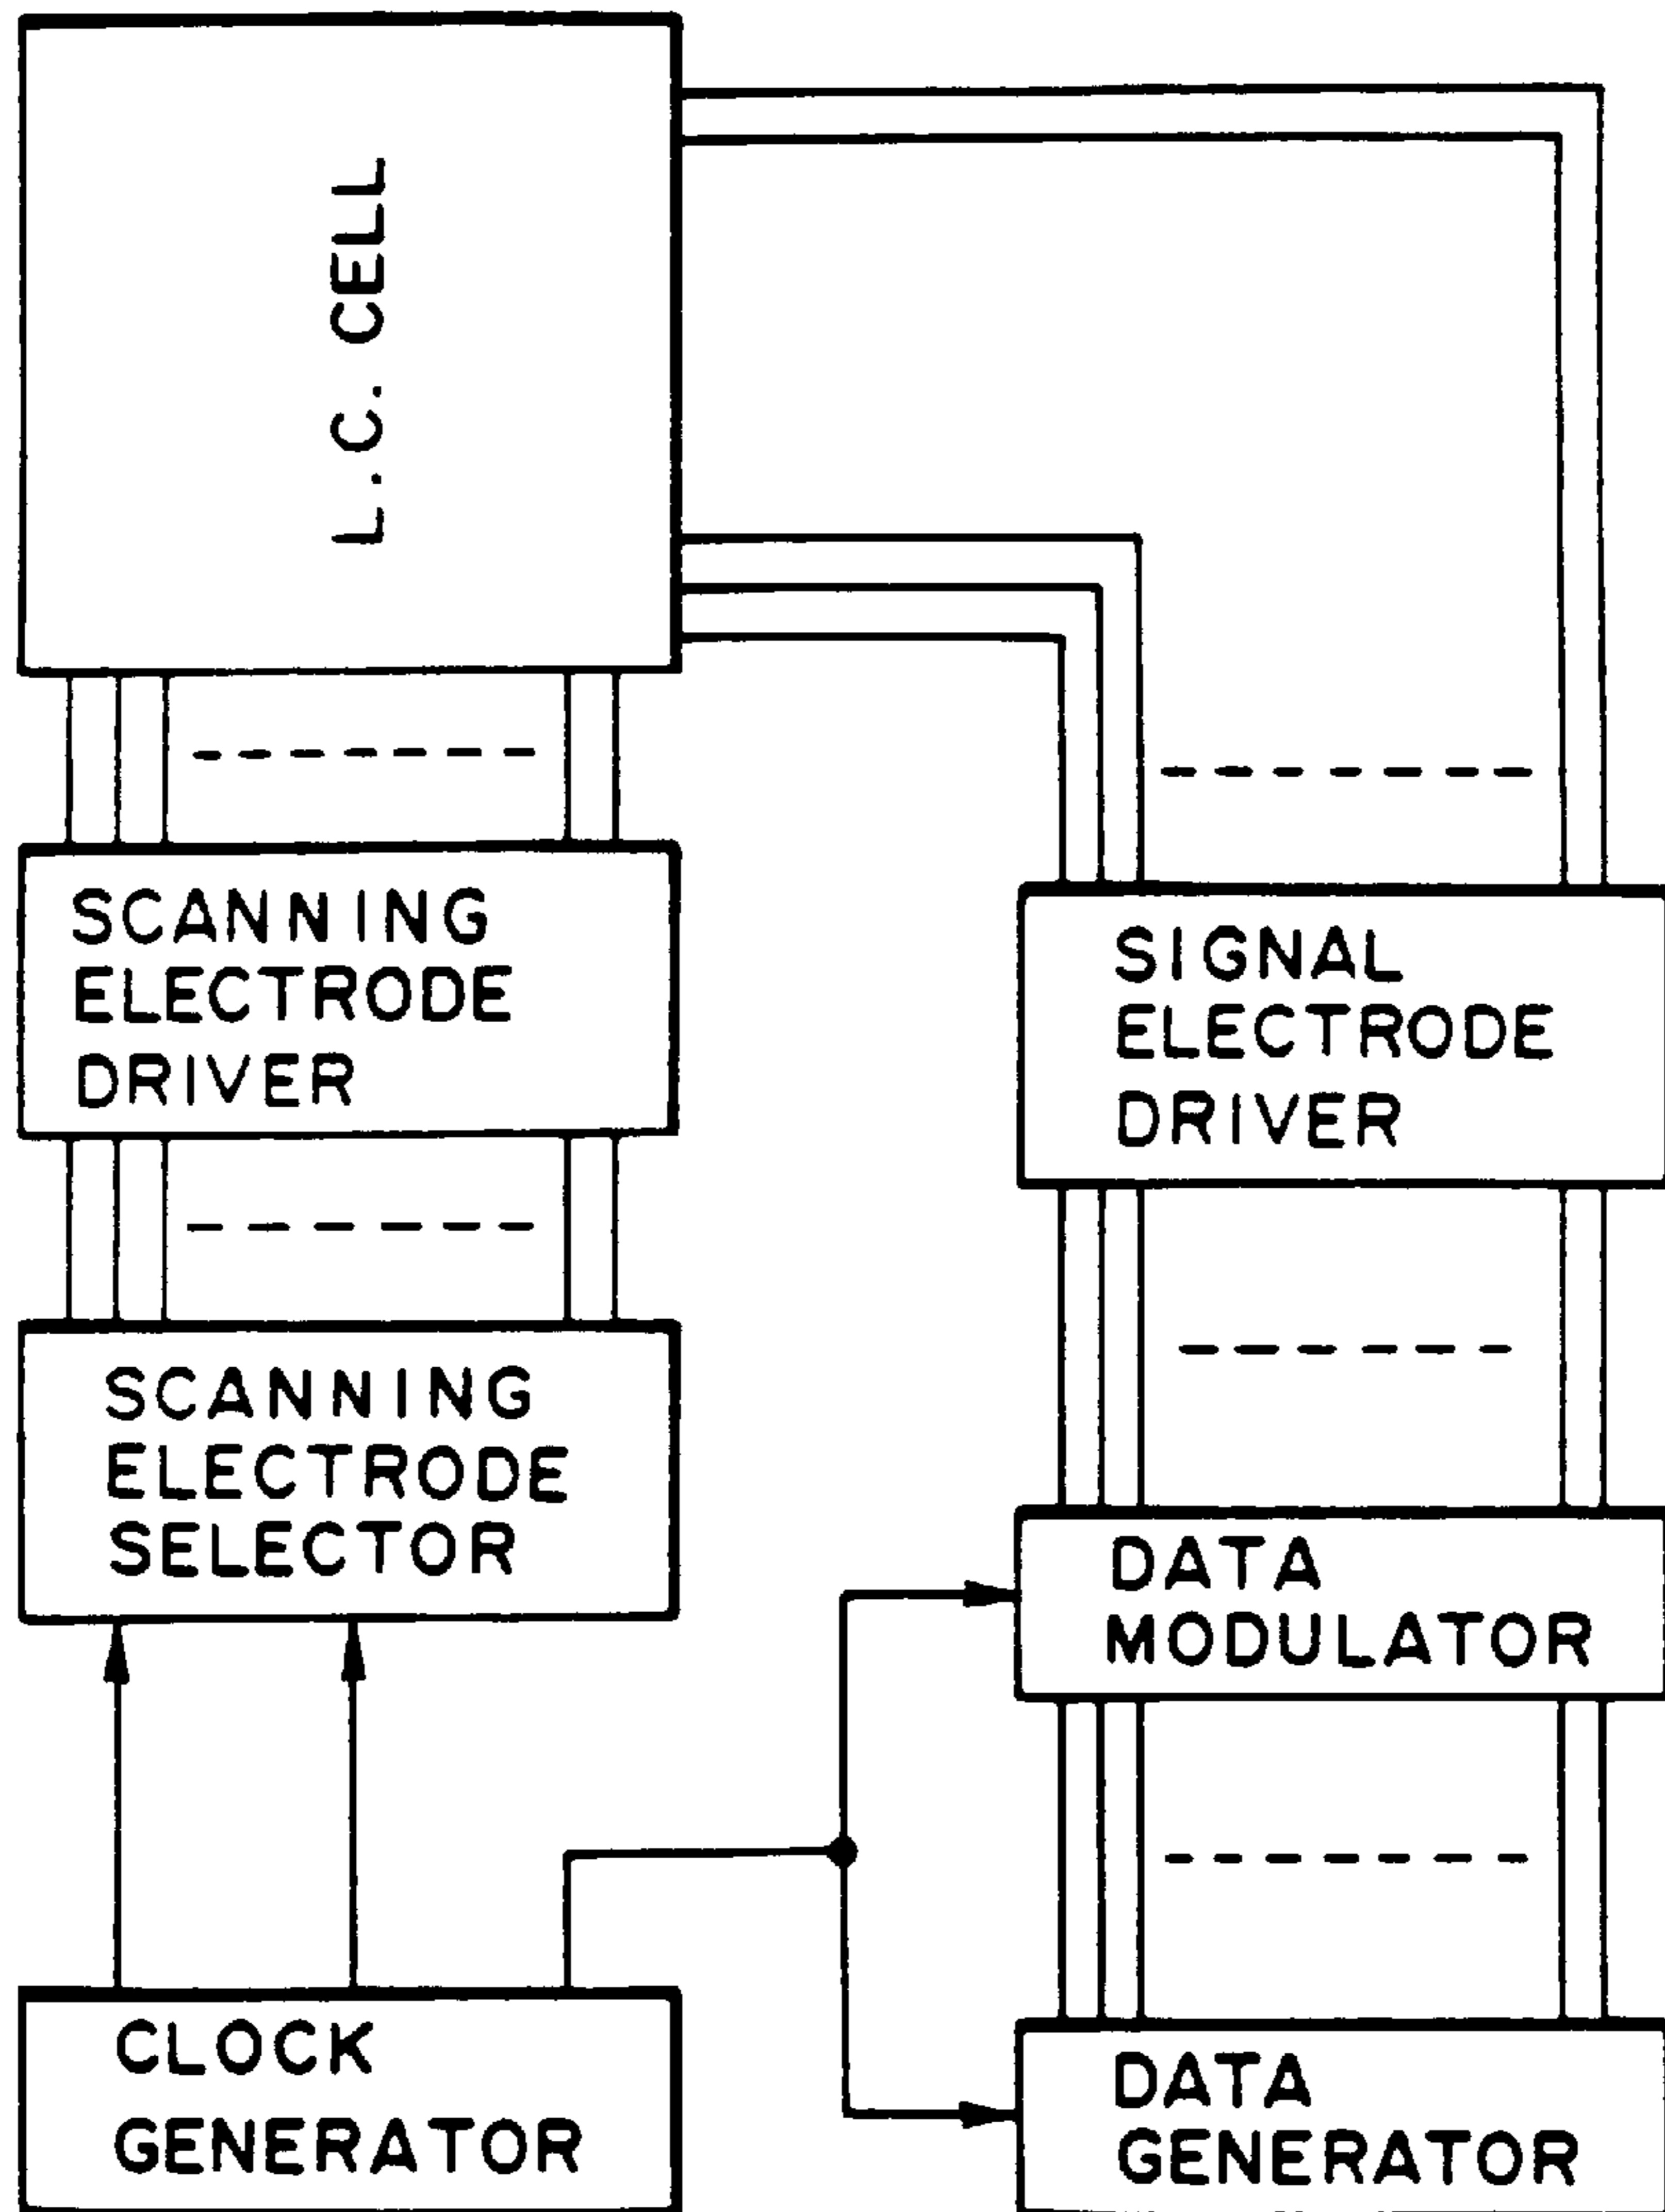 L.C. CELL
SCANNING
ELECTRODE
DRIVER
SIGNAL
ELECTRODE
DRIVER
SCANNING
ELECTRODE
SELECTOR
DATA
MODULATOR
CLOCK
GENERATOR
DATA
GENERATOR